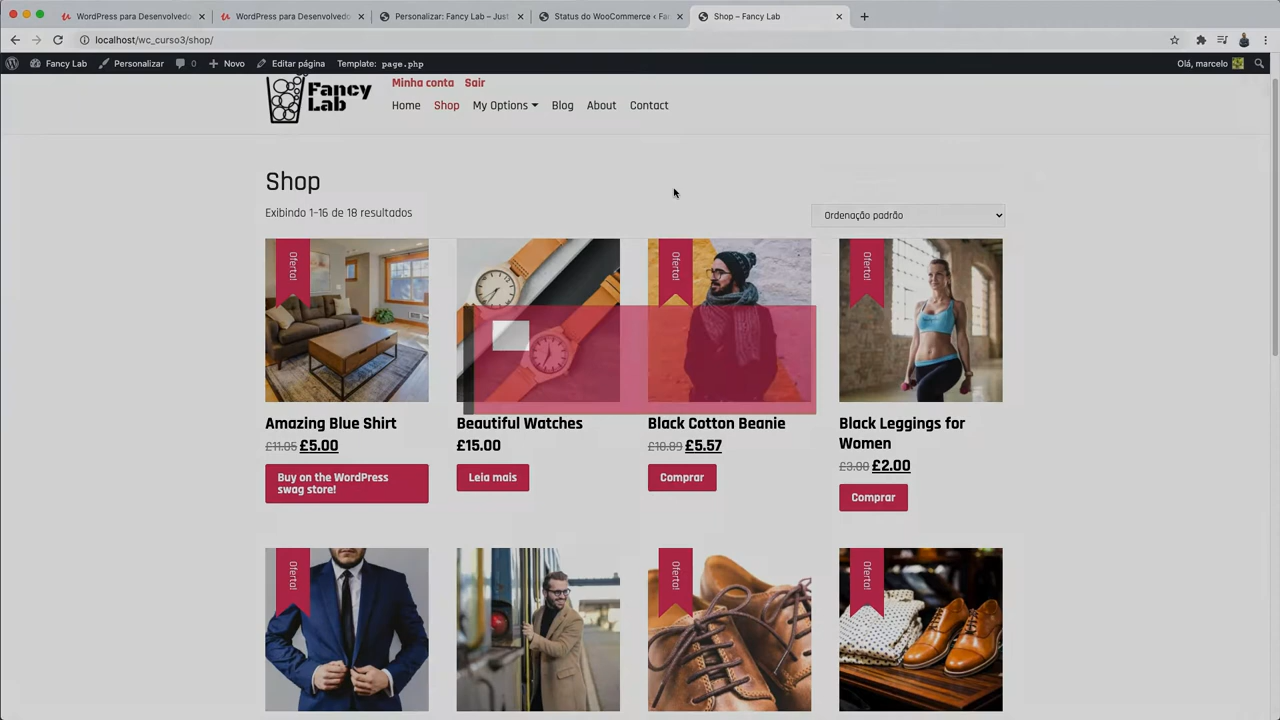 WordPress para Desenvolvedo
WordPress para Desenvolvedo
Personalizar: Fancy Lab – Just
Status do WooCommerce ‹ Fan
Shop – Fancy Lab
localhost/wc_curso3/shop/
Fancy Lab
Personalizar
0
Novo
Editar página
Template: page.php
Olá, marcelo
Fancy
Lab
Minha conta Sair
Home Shop My Options Blog About Contact
Shop
Exibindo 1–16 de 18 resultados
Ordenação padrão
Oferta!
Oferta!
Oferta!
Amazing Blue Shirt
£11.05 £5.00
Buy on the WordPress
swag store!
Beautiful Watches
£15.00
Leia mais
Black Cotton Beanie
£10.89 £5.57
Comprar
Black Leggings for
Women
£3.00 £2.00
Comprar
Oferta!
Oferta!
Oferta!